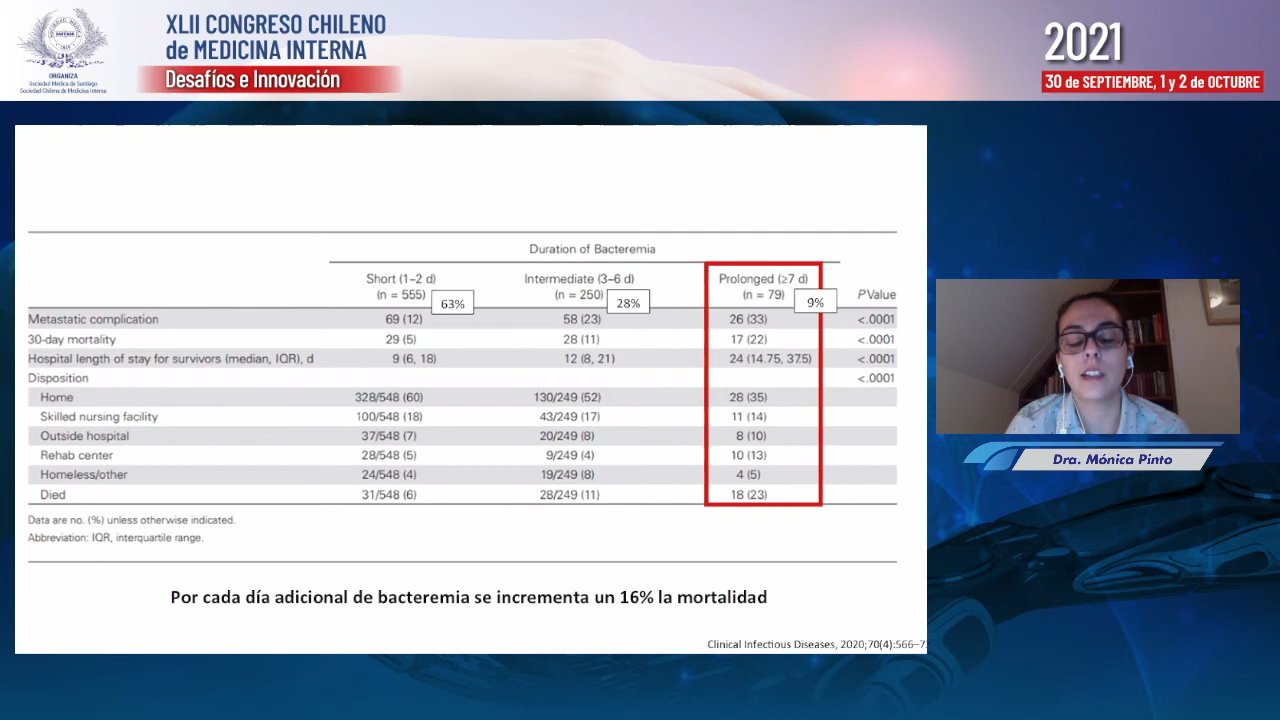 SOCIEDAD MÉDICA
SANTIAGO
1869
ORGANIZA
Sociedad Médica de Santiago
Sociedad Chilena de Medicina Interna
XLII CONGRESO CHILENO
de MEDICINA INTERNA
Desafíos e Innovación
2021
30 de SEPTIEMBRE, 1 y 2 de OCTUBRE
Duration of Bacteremia
Short (1–2 d) Intermediate (3–6 d) Prolonged (≥7 d)
(n = 555) 63% (n = 250) 28% (n = 79) 9% P Value
Metastatic complication 69 (12) 58 (23) 26 (33) <.0001
30-day mortality 29 (5) 28 (11) 17 (22) <.0001
Hospital length of stay for survivors (median, IQR), d 9 (6, 18) 12 (8, 21) 24 (14.75, 37.5) <.0001
Disposition <.0001
Home 328/548 (60) 130/249 (52) 28 (35)
Skilled nursing facility 100/548 (18) 43/249 (17) 11 (14)
Outside hospital 37/548 (7) 20/249 (8) 8 (10)
Rehab center 28/548 (5) 9/249 (4) 10 (13)
Homeless/other 24/548 (4) 19/249 (8) 4 (5)
Died 31/548 (6) 28/249 (11) 18 (23)
Data are no. (%) unless otherwise indicated.
Abbreviation: IQR, interquartile range.
Por cada día adicional de bacteremia se incrementa un 16% la mortalidad
Clinical Infectious Diseases, 2020;70(4):566–7
Dra. Mónica Pinto